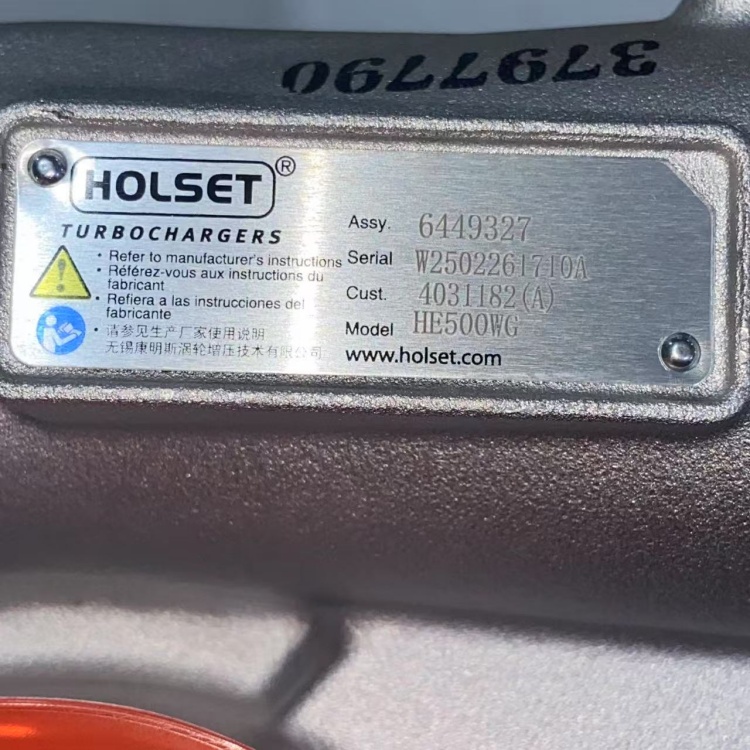 3797790
HOLSET®
TURBOCHARGERS
• Refer to manufacturer's instructions
• Référez-vous aux instructions du
fabricant
• Refiera a las instrucciones del
fabricante
• 请参见生产厂家使用说明
无锡康明斯涡轮增压技术有限公司
Assy. 6449327
Serial W2502261710A
Cust. 4031182(A)
Model HE500WG
www.holset.com